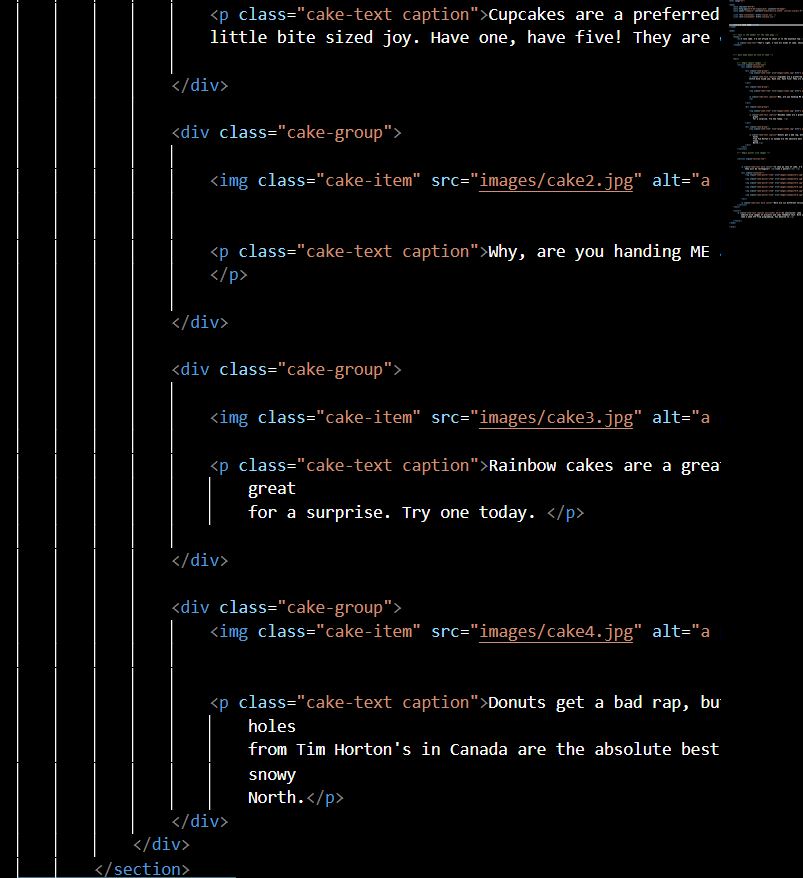 <p class="cake-text caption">Cupcakes are a preferred
little bite sized joy. Have one, have five! They are
</div>
<div class="cake-group">
<img class="cake-item" src="images/cake2.jpg" alt="a
<p class="cake-text caption">Why, are you handing ME
</p>
</div>
<div class="cake-group">
<img class="cake-item" src="images/cake3.jpg" alt="a
<p class="cake-text caption">Rainbow cakes are a grea
great
for a surprise. Try one today. </p>
</div>
<div class="cake-group">
<img class="cake-item" src="images/cake4.jpg" alt="a
<p class="cake-text caption">Donuts get a bad rap, bu
holes
from Tim Horton's in Canada are the absolute best
snowy
North.</p>
</div>
</div>
</section>